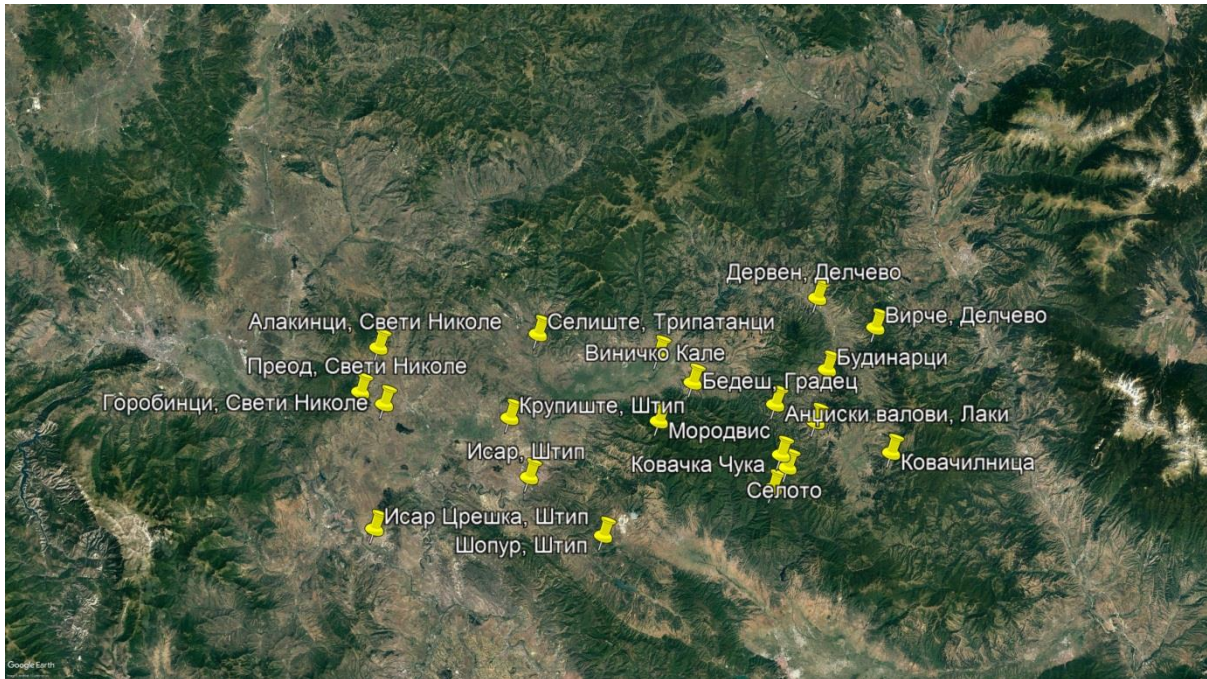 Дервен, Делчево
Вирче, Делчево
Алакинци, Свети Николе
Селиште, Трипатанци
Виничко Кале
Будинарци
Преод, Свети Николе
Бедеш, Градец
Горобинци, Свети Николе
Крупиште, Штип
Анџиски валови, Лаки
Мородвис
Исар, Штип
Ковачка Чука
Ковачилница
Селото
Исар Црешка, Штип
Шопур, Штип
Google Earth